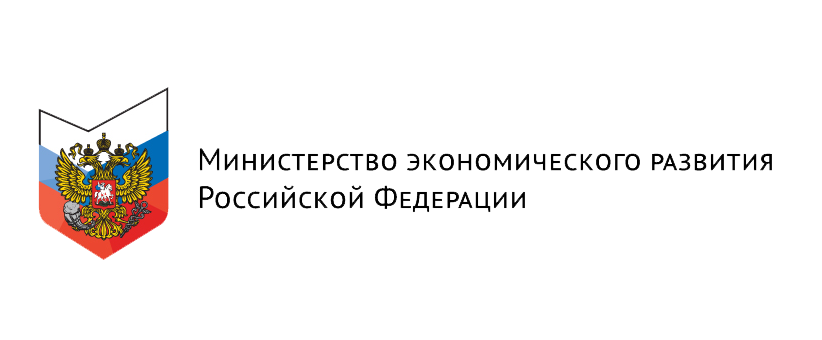 Министерство экономического развития
Российской Федерации